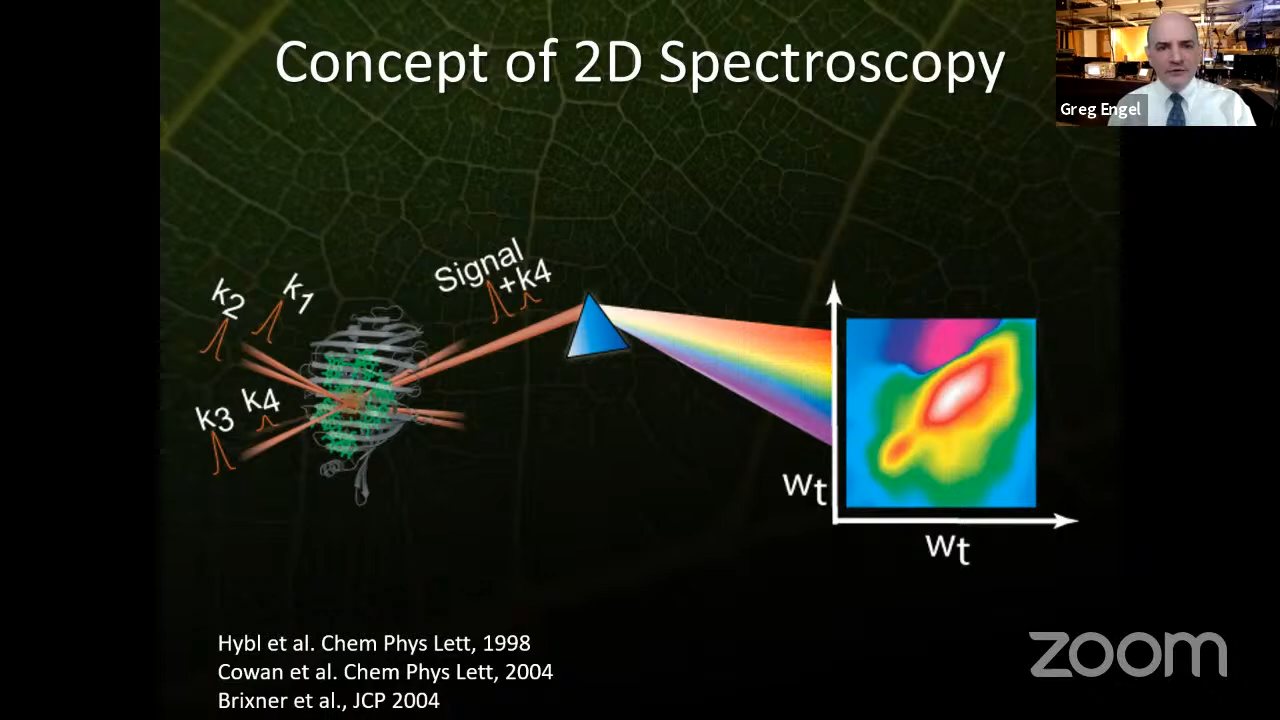 Concept of 2D Spectroscopy
Greg Engel
k2
k1
Signal
+k4
k3
k4
wt
wt
Hybl et al. Chem Phys Lett, 1998
Cowan et al. Chem Phys Lett, 2004
Brixner et al., JCP 2004
zoom